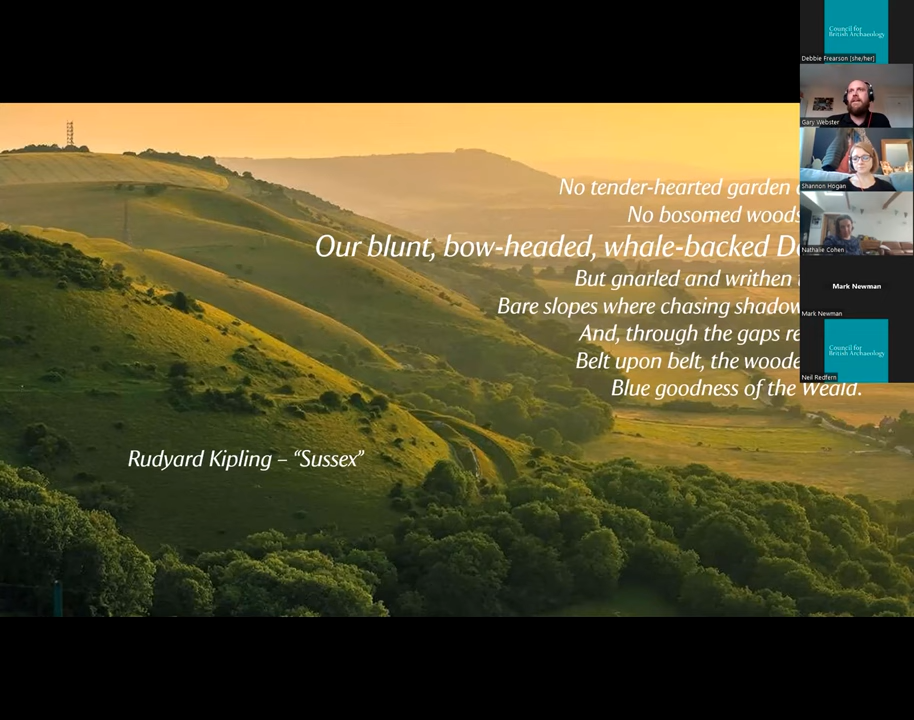 No tender-hearted garden
No bosomed woods
Our blunt, bow-headed, whale-backed
But gnarled and writhen
Bare slopes where chasing shadow
And, through the gaps re
Belt upon belt, the woode
Blue goodness of the Weald.
Rudyard Kipling – “Sussex”
Council for
British Archaeology
Debbie Frearson [she/her]
Gary Webster
Shannon Hogan
Nathalie Cohen
Mark Newman
Mark Newman
Council for
British Archaeology
Neil Redfern